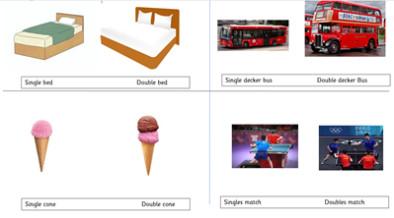 Single bed Double bed
Single decker bus Double decker Bus
Single cone Double cone
Singles match Doubles match